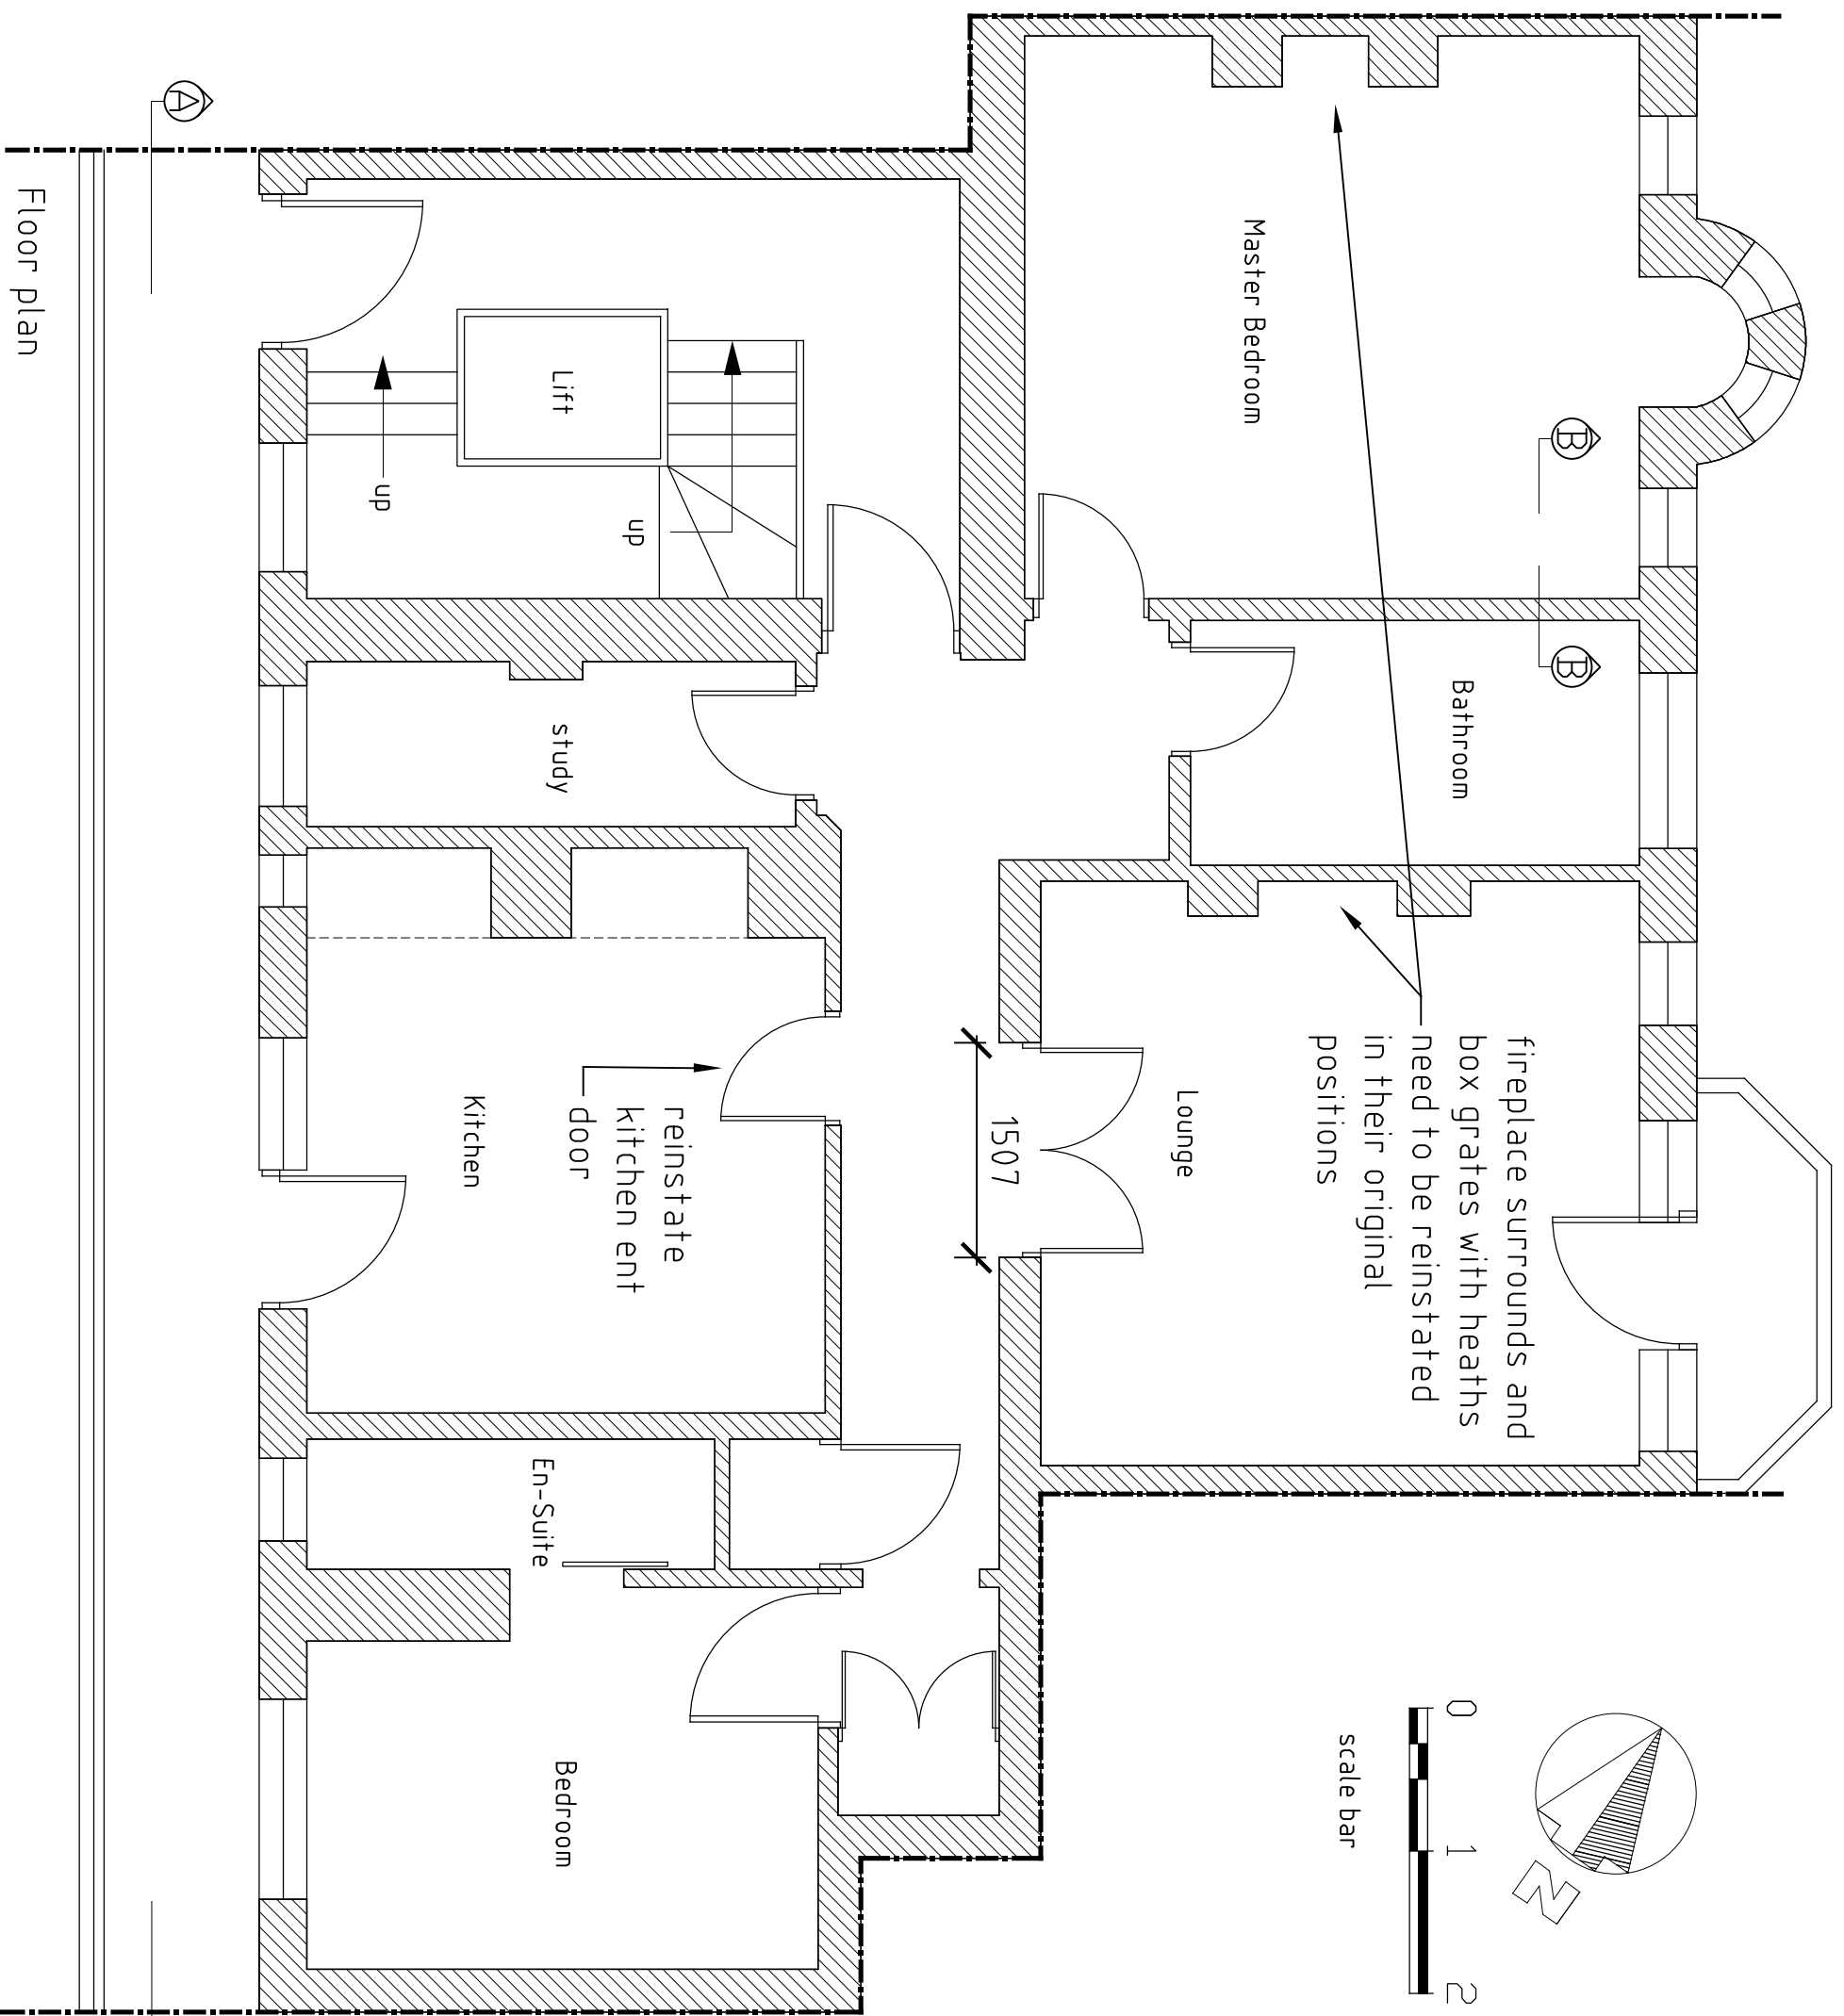 Master Bedroom
B
B
Bathroom
fireplace surrounds and
box grates with heaths
need to be reinstated
in their original
positions
Lounge
1507
0 1 2
scale bar
N
Lift
up
up
study
reinstate
kitchen ent
door
Kitchen
En-Suite
Bedroom
A
Floor plan